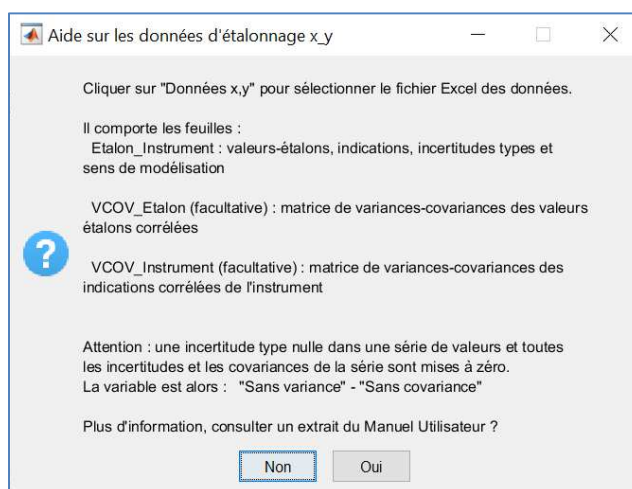 Aide sur les données d'étalonnage x_y
Cliquer sur "Données x,y" pour sélectionner le fichier Excel des données.
Il comporte les feuilles :
Etalon_Instrument : valeurs-étalons, indications, incertitudes types et
sens de modélisation
VCOV_Etalon (facultative) : matrice de variances-covariances des valeurs
étalons corrélées
VCOV_Instrument (facultative) : matrice de variances-covariances des
indications corrélées de l'instrument
Attention : une incertitude type nulle dans une série de valeurs et toutes
les incertitudes et les covariances de la série sont mises à zéro.
La variable est alors : "Sans variance" - "Sans covariance"
Plus d'information, consulter un extrait du Manuel Utilisateur ?
Non Oui